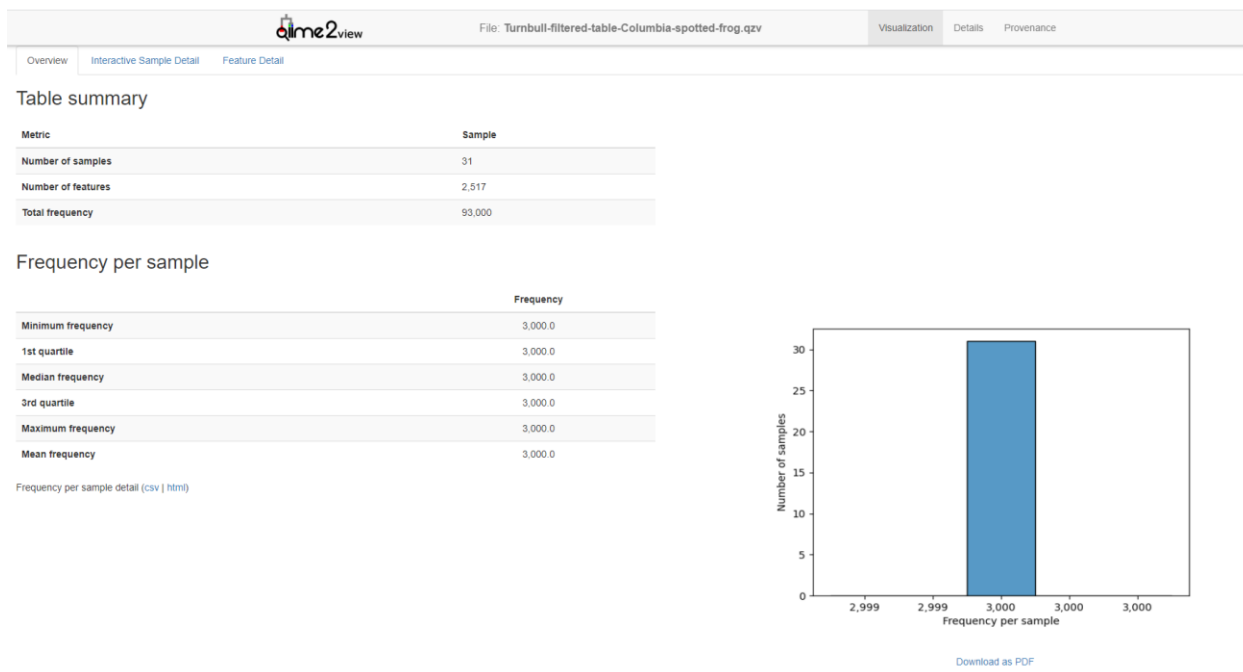 qiime2view File: Turnbull-filtered-table-Columbia-spotted-frog.qzv Visualization Details Provenance
Overview Interactive Sample Detail Feature Detail
Table summary
Metric Sample
Number of samples 31
Number of features 2,517
Total frequency 93,000
Frequency per sample
Frequency
Minimum frequency 3,000.0
1st quartile 3,000.0
Median frequency 3,000.0
3rd quartile 3,000.0
Maximum frequency 3,000.0
Mean frequency 3,000.0
Frequency per sample detail (csv | html)
Number of samples
30
25
20
15
10
5
0
2,999 2,999 3,000 3,000 3,000
Frequency per sample
Download as PDF